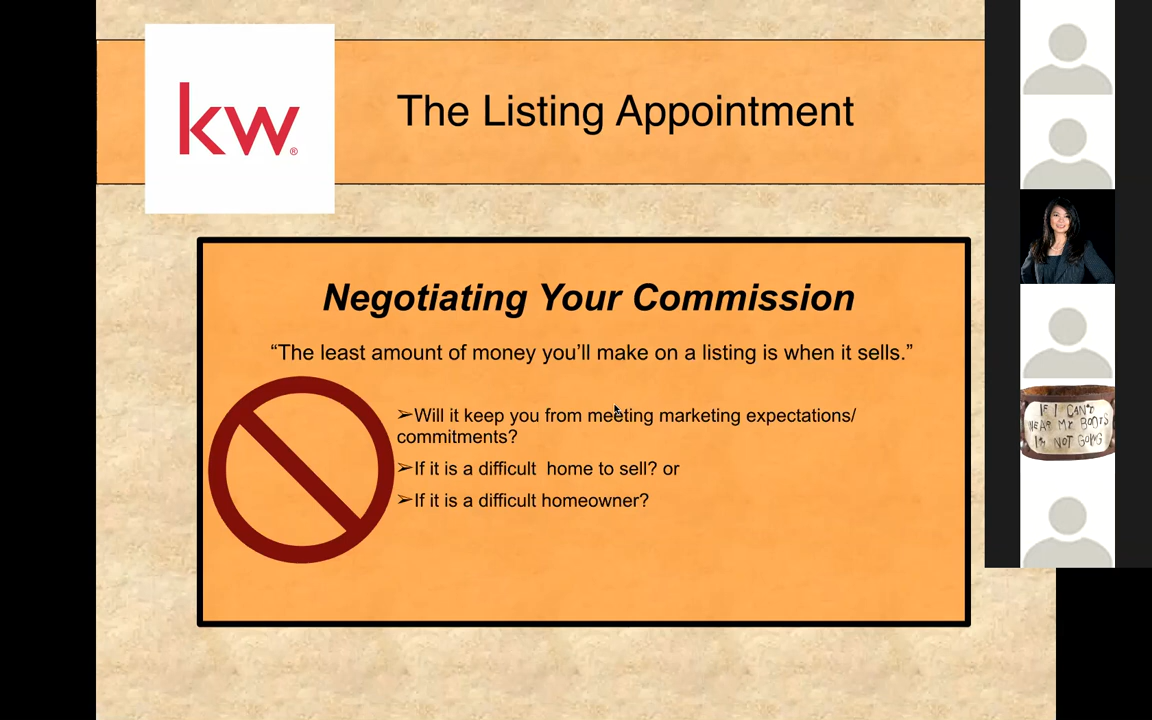 kw®
The Listing Appointment
Negotiating Your Commission
“The least amount of money you’ll make on a listing is when it sells.”
➢Will it keep you from meeting marketing expectations/
commitments?
➢If it is a difficult  home to sell? or
➢If it is a difficult homeowner?
IF I CAN'T
WEAR MY BOOTS
I'M NOT GOING